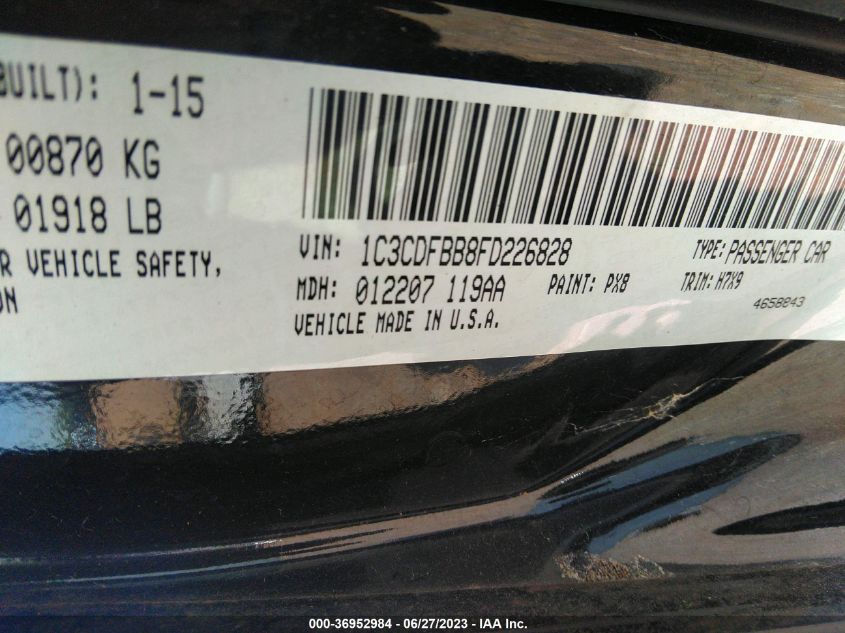 BUILT): 1-15
00870 KG
01918 LB
R VEHICLE SAFETY,
ON
VIN: 1C3CDFBB8FD226828 TYPE: PASSENGER CAR
MDH: 012207 119AA PAINT: PX8 TRIM: H7X9
VEHICLE MADE IN U.S.A. 4658843
000-36952984 / 06/27/2023 - IAA Inc.